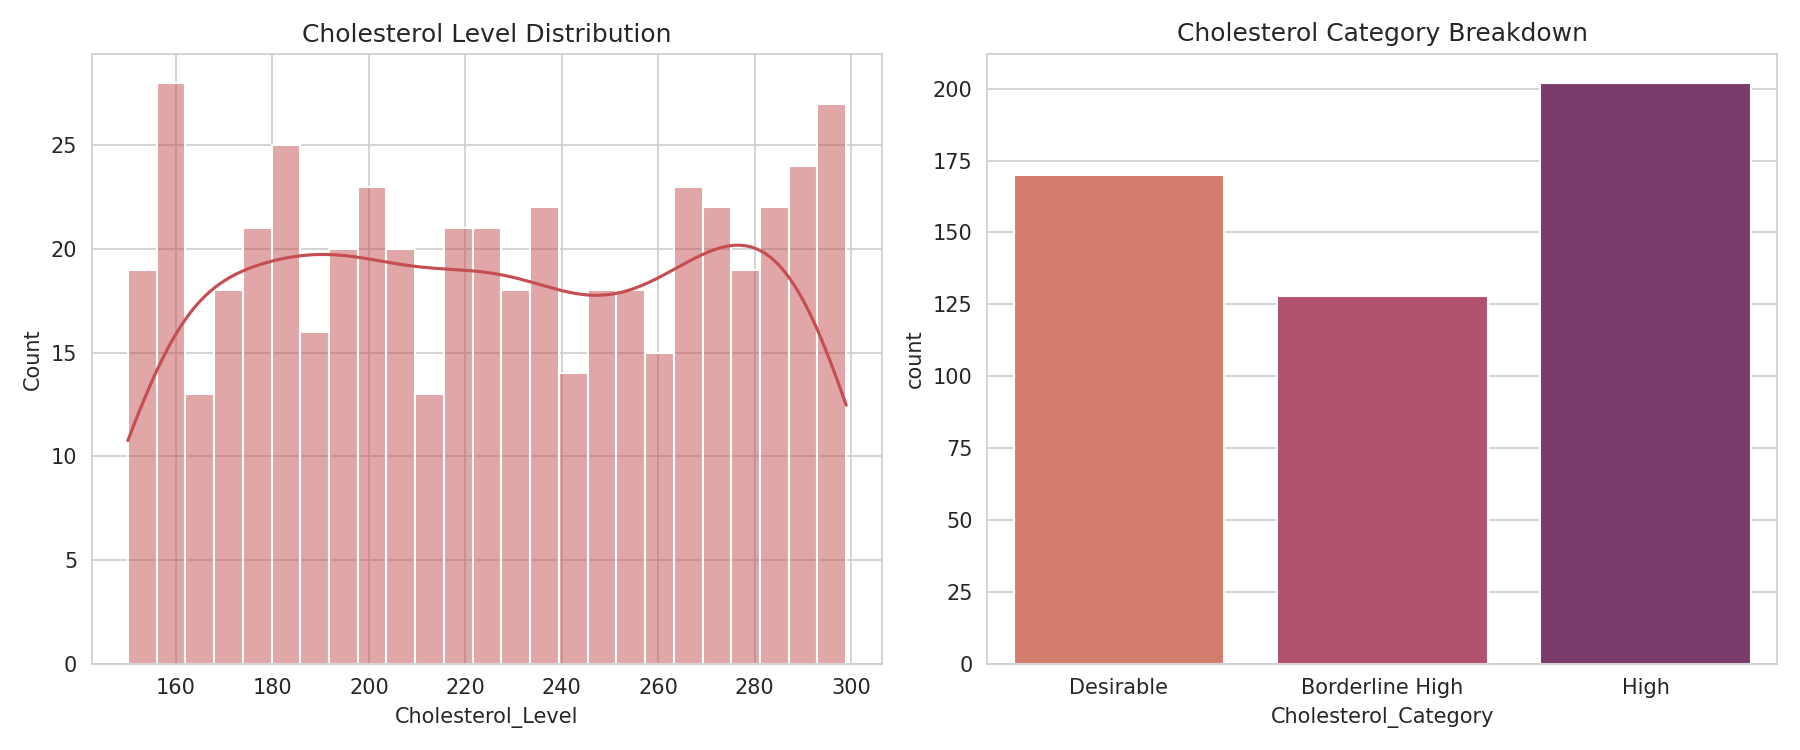 Cholesterol Level Distribution
25
20
15
10
5
0
Count
160 180 200 220 240 260 280 300
Cholesterol_Level
Cholesterol Category Breakdown
200
175
150
125
100
75
50
25
0
count
Desirable Borderline High High
Cholesterol_Category